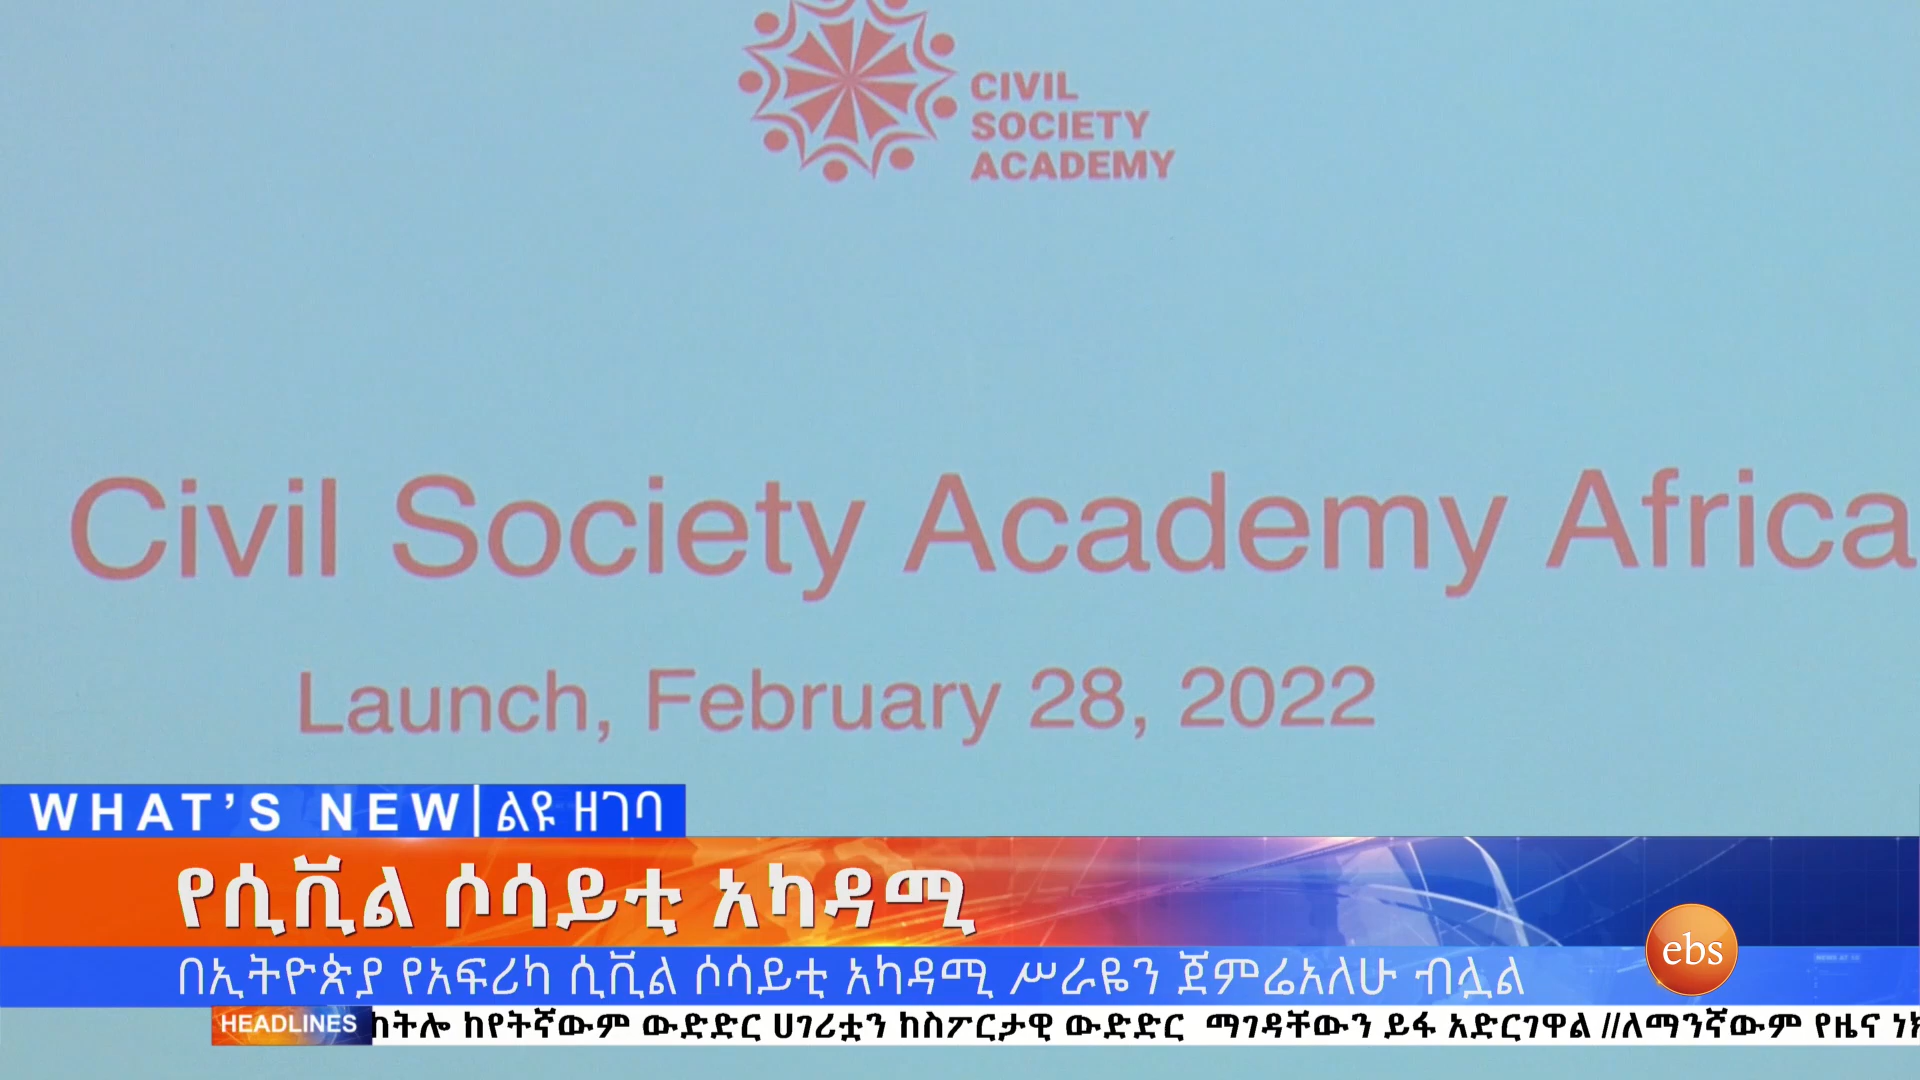 CIVIL
SOCIETY
ACADEMY
Civil Society Academy Africa
Launch, February 28, 2022
WHAT'S NEW|ልዩ ዘገባ
የሲቪል ሶሳይቲ አካዳሚ
በኢትዮጵያ የአፍሪካ ሲቪል ሶሳይቲ አካዳሚ ሥራዬን ጀምሬአለሁ ብሏል
ebs
HEADLINES ከትሎ ከየትኛውም ውድድር ሀገሪቷን ከስፖርታዊ ውድድር ማገዳቸውን ይፋ አድርገዋል //ለማንኛውም የዜና